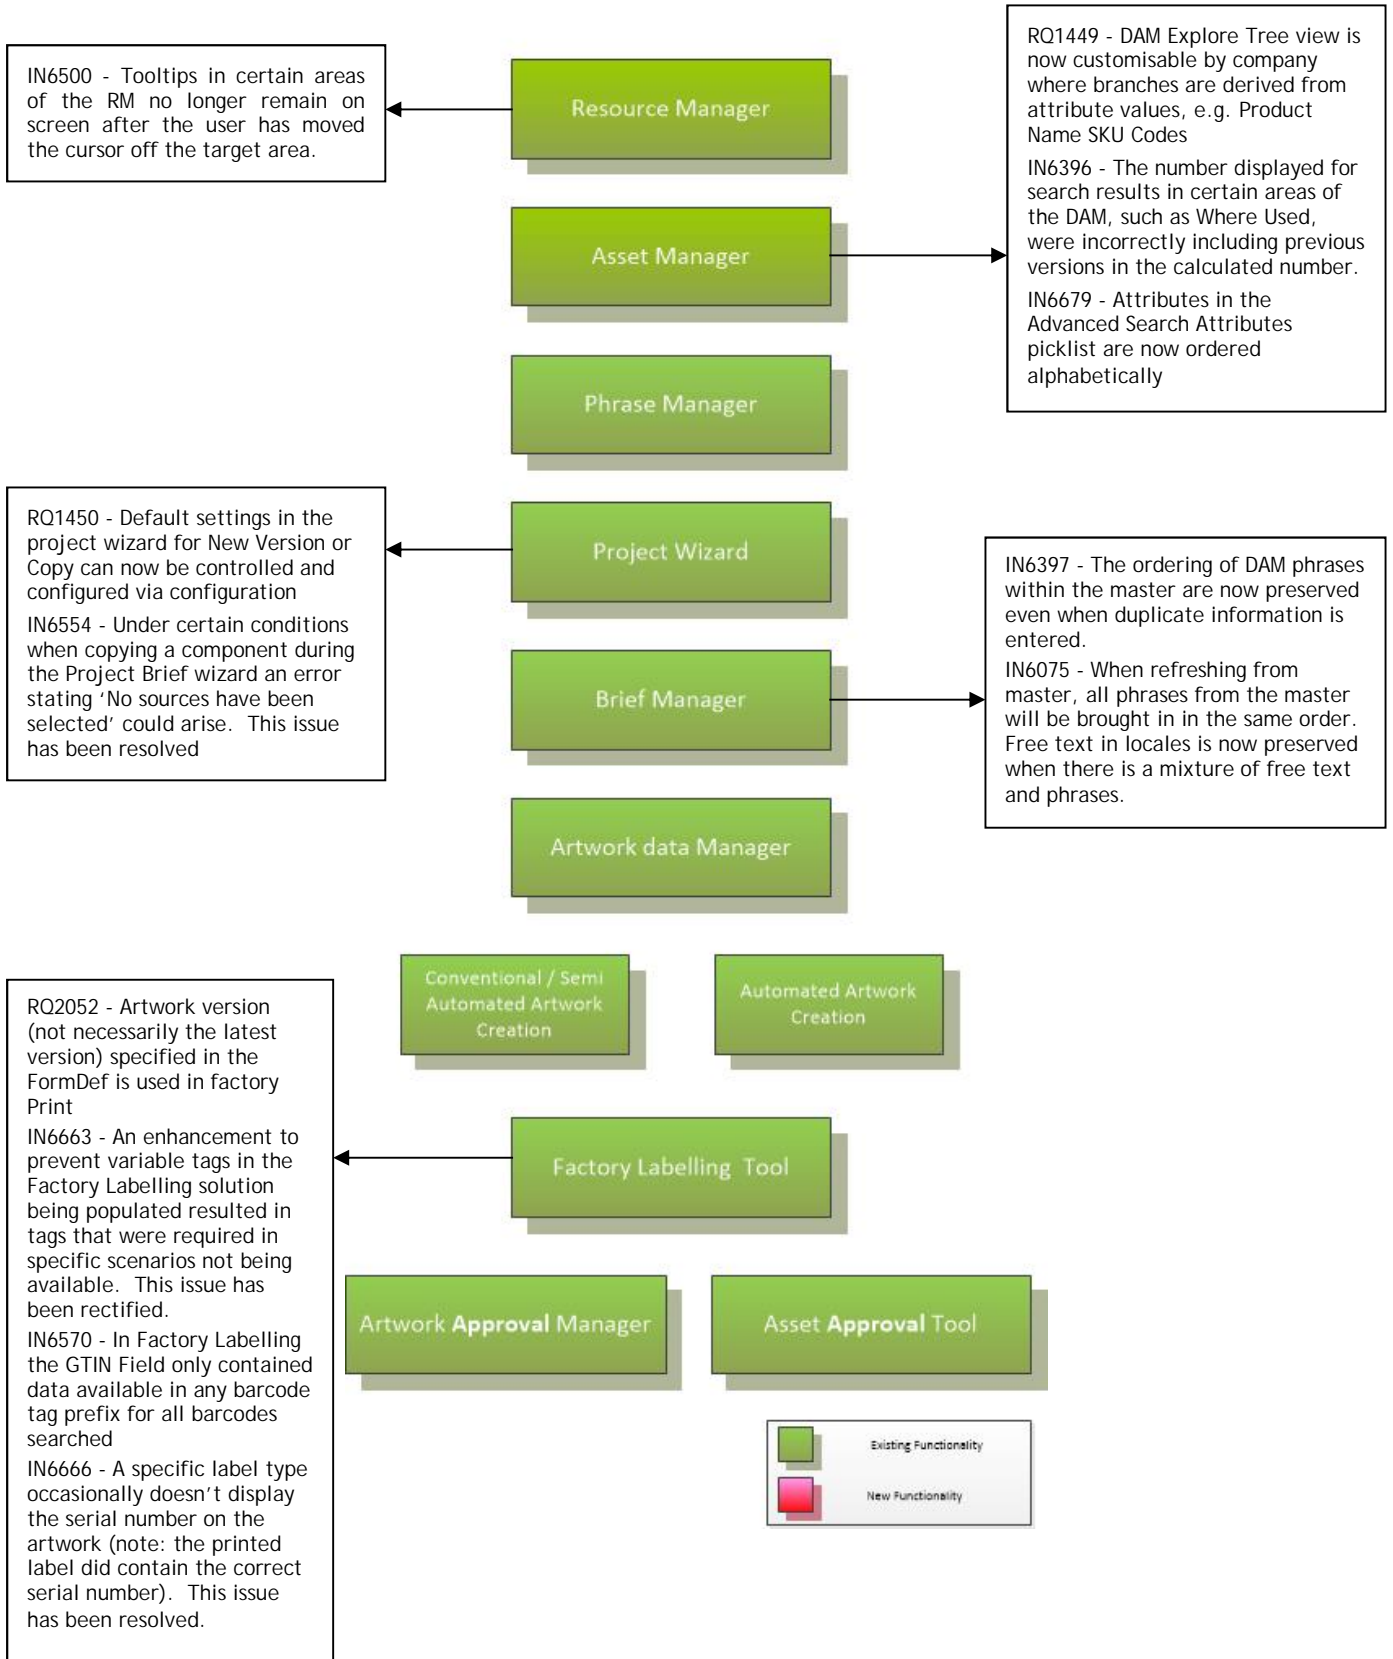 IN6500 - Tooltips in certain areas
of the RM no longer remain on
screen after the user has moved
the cursor off the target area.
Resource Manager
RQ1449 - DAM Explore Tree view is
now customisable by company
where branches are derived from
attribute values, e.g. Product
Name SKU Codes
IN6396 - The number displayed for
search results in certain areas of
the DAM, such as Where Used,
were incorrectly including previous
versions in the calculated number.
IN6679 - Attributes in the
Advanced Search Attributes
picklist are now ordered
alphabetically
Asset Manager
Phrase Manager
RQ1450 - Default settings in the
project wizard for New Version or
Copy can now be controlled and
configured via configuration
IN6554 - Under certain conditions
when copying a component during
the Project Brief wizard an error
stating ‘No sources have been
selected’ could arise.  This issue
has been resolved
Project Wizard
IN6397 - The ordering of DAM phrases
within the master are now preserved
even when duplicate information is
entered.
IN6075 - When refreshing from
master, all phrases from the master
will be brought in in the same order.
Free text in locales is now preserved
when there is a mixture of free text
and phrases.
Brief Manager
Artwork data Manager
Conventional / Semi
Automated Artwork
Creation
Automated Artwork
Creation
RQ2052 - Artwork version
(not necessarily the latest
version) specified in the
FormDef is used in factory
Print
IN6663 - An enhancement to
prevent variable tags in the
Factory Labelling solution
being populated resulted in
tags that were required in
specific scenarios not being
available.  This issue has
been rectified.
IN6570 - In Factory Labelling
the GTIN Field only contained
data available in any barcode
tag prefix for all barcodes
searched
IN6666 - A specific label type
occasionally doesn’t display
the serial number on the
artwork (note: the printed
label did contain the correct
serial number).  This issue
has been resolved.
Factory Labelling  Tool
Artwork Approval Manager
Asset Approval Tool
Existing Functionality
New Functionality